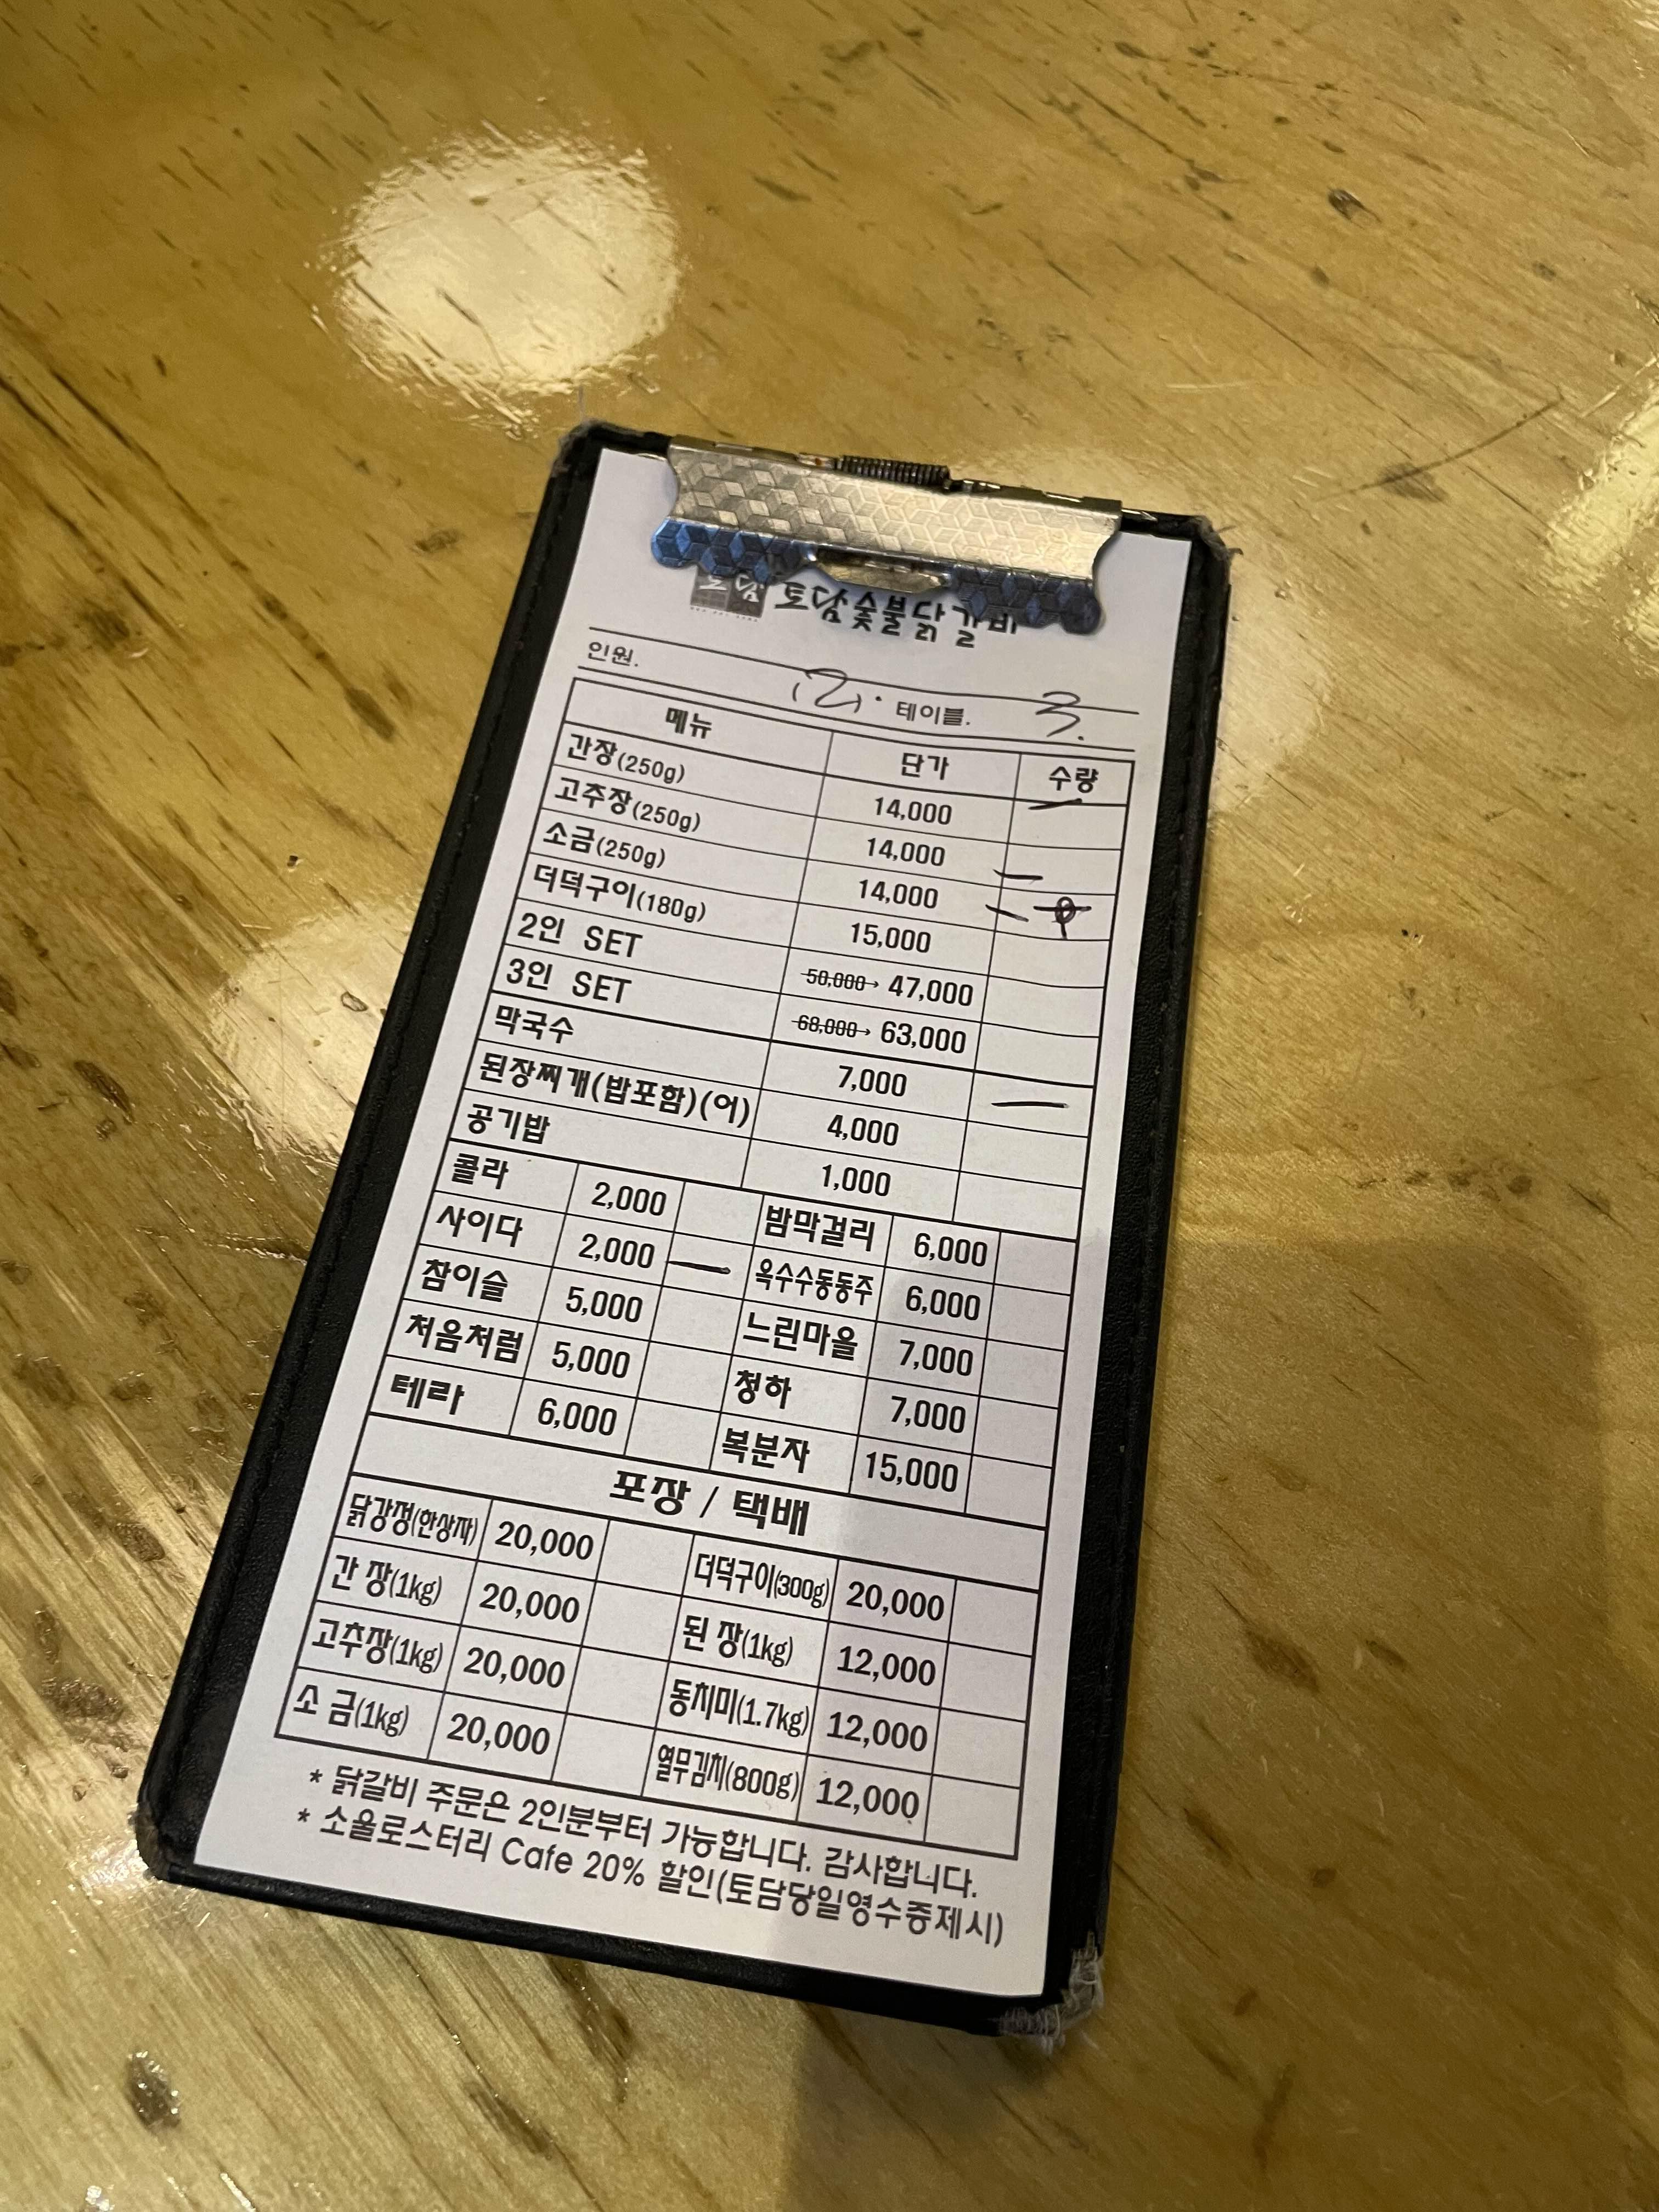 토담 토담숯불닭갈비
인원. (2). 테이블. 3.
메뉴 단가 수량
간장(250g) 14,000 一
고추장(250g) 14,000 一
소금(250g) 14,000 一
더덕구이(180g) 15,000
2인 SET 50,000→ 47,000
3인 SET 68,000→ 63,000
막국수 7,000 一
된장찌개(밥포함)(어) 4,000
공기밥 1,000
콜라 2,000 밤막걸리 6,000
사이다 2,000 一 옥수수동동주 6,000
참이슬 5,000 느린마을 7,000
처음처럼 5,000 청하 7,000
테라 6,000 복분자 15,000
포장 / 택배
닭강정(한상자) 20,000 더덕구이(300g) 20,000
간 장(1kg) 20,000 된 장(1kg) 12,000
고추장(1kg) 20,000 동치미(1.7kg) 12,000
소 금(1kg) 20,000 열무김치(800g) 12,000
* 닭갈비 주문은 2인분부터 가능합니다. 감사합니다.
* 소울로스터리 Cafe 20% 할인(토담당일영수증제시)